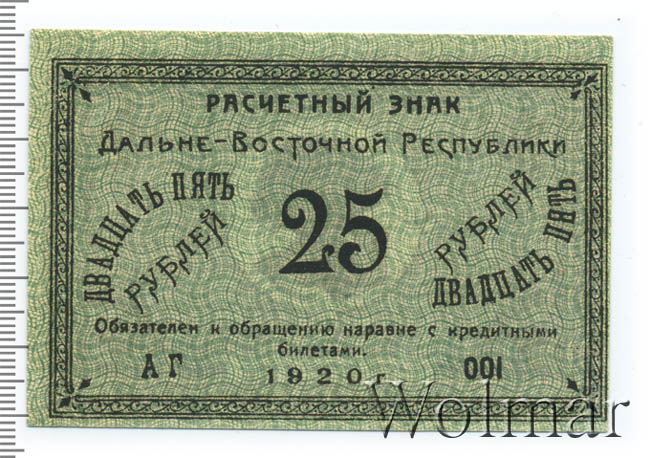 РАСЧЕТНЫЙ ЗНАК
ДАЛЬНЕ-ВОСТОЧНОЙ РЕСПУБЛИКИ
ДВАДЦАТЬ ПЯТЬ
РУБЛЕЙ
25
РУБЛЕЙ
ДВАДЦАТЬ ПЯТЬ
Обязателен к обращению наравне с кредитными
билетами.
АГ 001
1920 г.
Wolmar